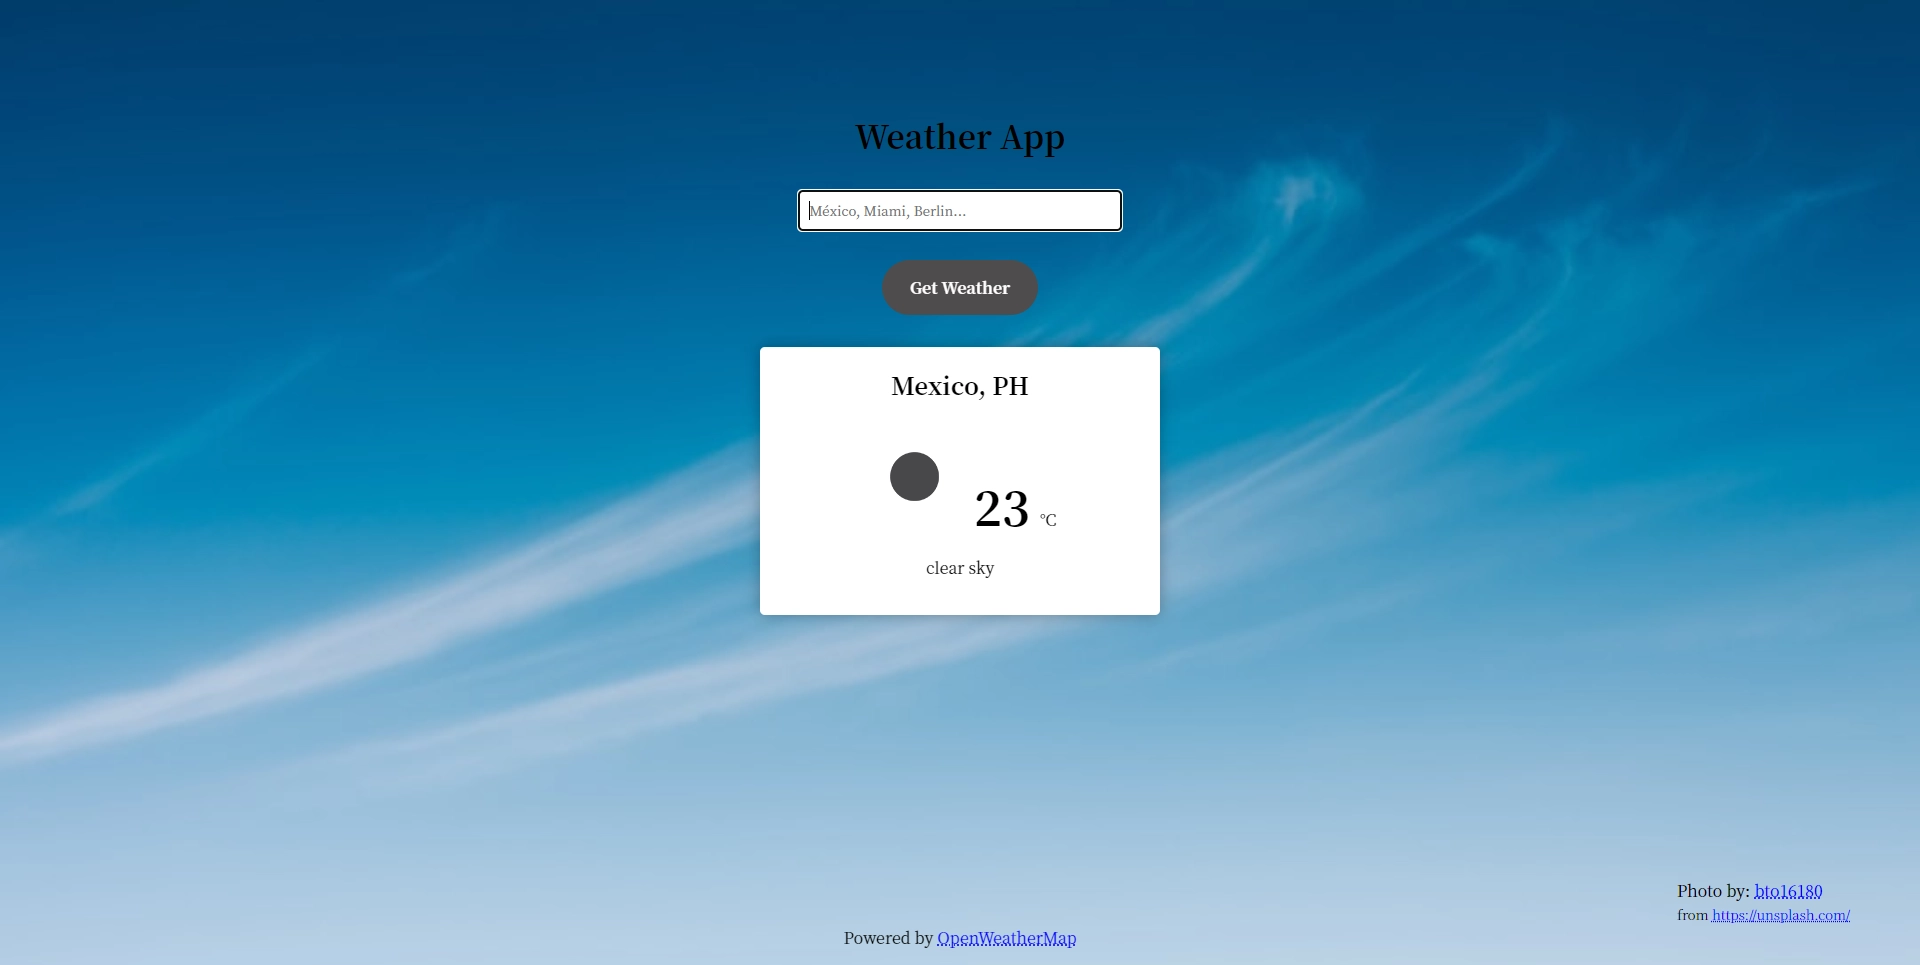 Weather App
México, Miami, Berlin...
Get Weather
Mexico, PH
23 °C
clear sky
Photo by: bto16180
from https://unsplash.com/
Powered by OpenWeatherMap